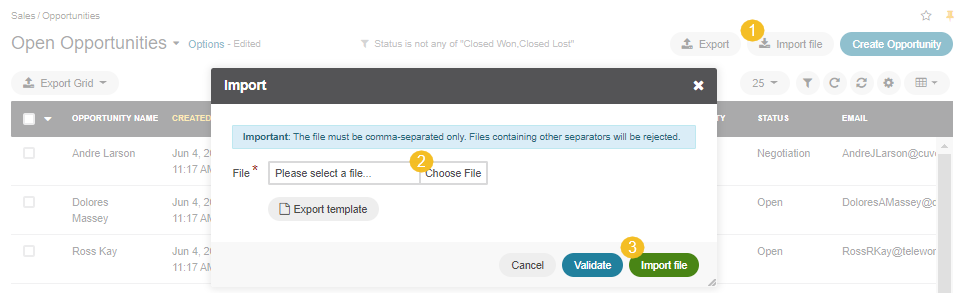 Sales / Opportunities
Open Opportunities Options - Edited Status is not any of "Closed Won,Closed Lost" 1 Export Import file Create Opportunity
Export Grid 25
OPPORTUNITY NAME CREATED TY STATUS EMAIL
Andre Larson Jun 4, 20 Negotiation AndreJLarson@cuv
11:17 AM
Dolores Jun 4, 20 Open DoloresAMassey@
Massey 11:17 AM
Ross Kay Jun 4, 20 Open RossRKay@telewor
11:17 AM
Import
Important: The file must be comma-separated only. Files containing other separators will be rejected.
2
File * Please select a file... Choose File
Export template
3
Cancel Validate Import file